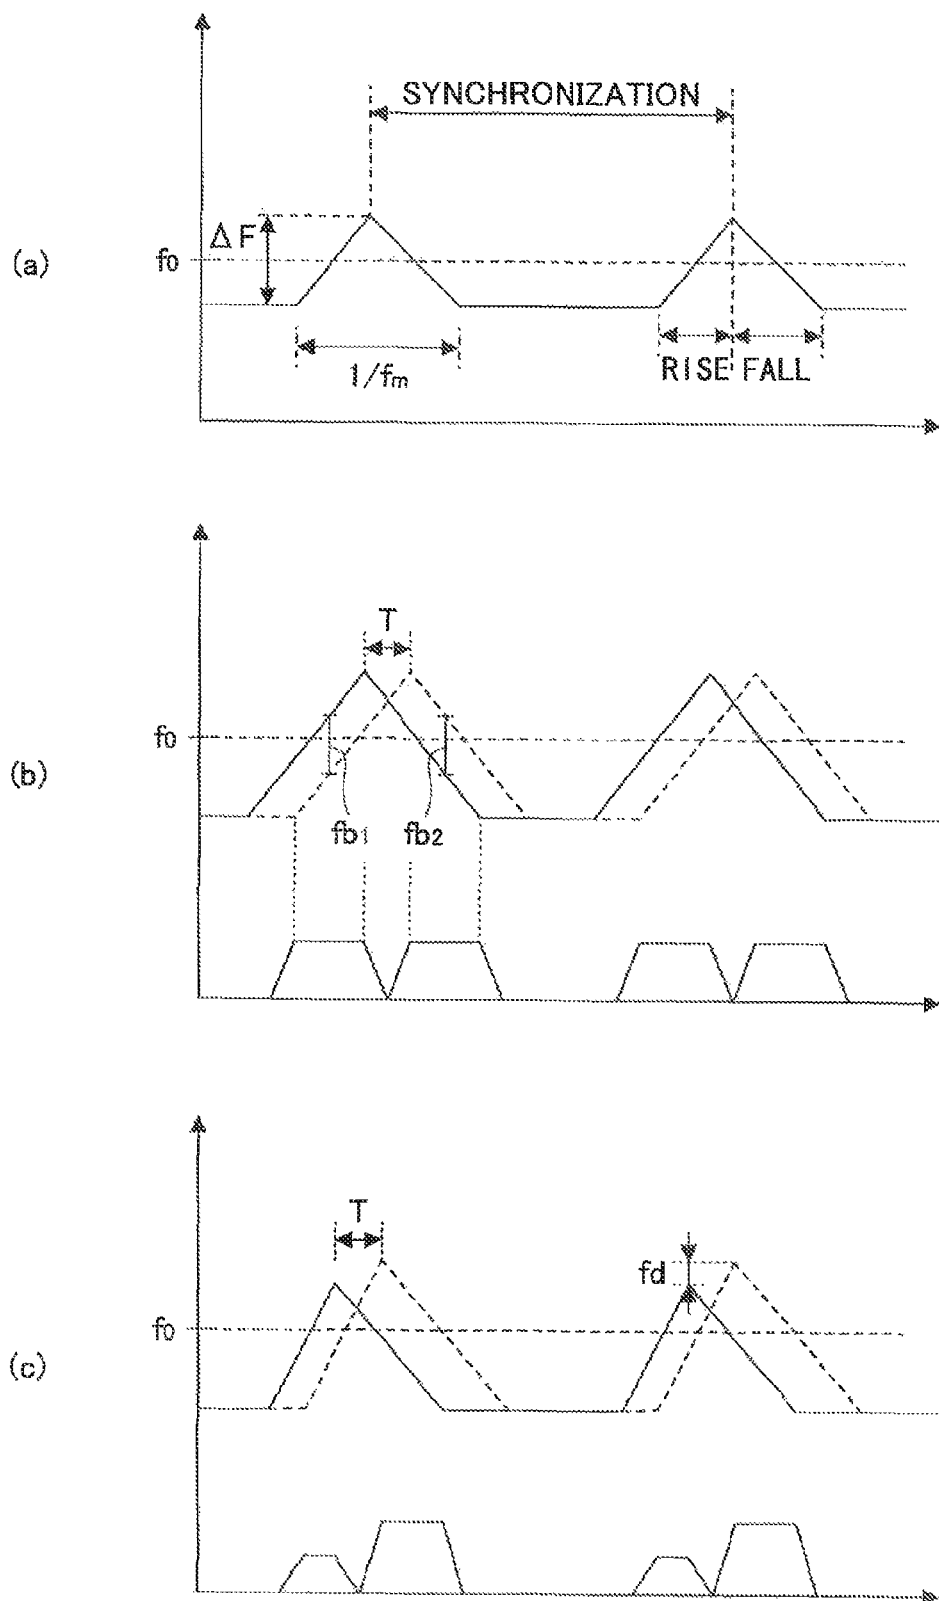 SYNCHRONIZATION
ΔF
(a)
f0
1/fm
RISE FALL
T
f0
(b)
fb1 fb2
T
fd
f0
(c)